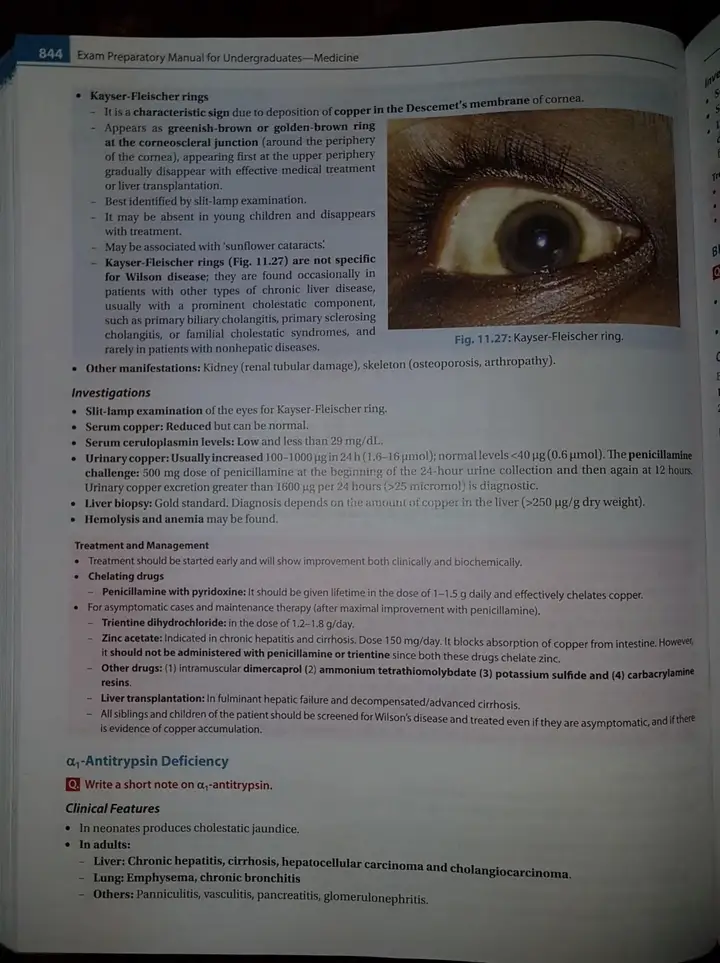 844 Exam Preparatory Manual for Undergraduates—Medicine
• Kayser-Fleischer rings
– It is a characteristic sign due to deposition of copper in the Descemet's membrane of cornea.
– Appears as greenish-brown or golden-brown ring
at the corneoscleral junction (around the periphery
of the cornea), appearing first at the upper periphery
gradually disappear with effective medical treatment
or liver transplantation.
– Best identified by slit-lamp examination.
– It may be absent in young children and disappears
with treatment.
– May be associated with 'sunflower cataracts'.
– Kayser-Fleischer rings (Fig. 11.27) are not specific
for Wilson disease; they are found occasionally in
patients with other types of chronic liver disease,
usually with a prominent cholestatic component,
such as primary biliary cholangitis, primary sclerosing
cholangitis, or familial cholestatic syndromes, and
rarely in patients with nonhepatic diseases.
Fig. 11.27: Kayser-Fleischer ring.
• Other manifestations: Kidney (renal tubular damage), skeleton (osteoporosis, arthropathy).
Investigations
• Slit-lamp examination of the eyes for Kayser-Fleischer ring.
• Serum copper: Reduced but can be normal.
• Serum ceruloplasmin levels: Low and less than 29 mg/dL.
• Urinary copper: Usually increased 100–1000 µg in 24 h (1.6–16 µmol); normal levels <40 µg (0.6 µmol). The penicillamine
challenge: 500 mg dose of penicillamine at the beginning of the 24-hour urine collection and then again at 12 hours.
Urinary copper excretion greater than 1600 µg per 24 hours (>25 micromol) is diagnostic.
• Liver biopsy: Gold standard. Diagnosis depends on the amount of copper in the liver (>250 µg/g dry weight).
• Hemolysis and anemia may be found.
Treatment and Management
• Treatment should be started early and will show improvement both clinically and biochemically.
• Chelating drugs
– Penicillamine with pyridoxine: It should be given lifetime in the dose of 1–1.5 g daily and effectively chelates copper.
• For asymptomatic cases and maintenance therapy (after maximal improvement with penicillamine).
– Trientine dihydrochloride: in the dose of 1.2–1.8 g/day.
– Zinc acetate: Indicated in chronic hepatitis and cirrhosis. Dose 150 mg/day. It blocks absorption of copper from intestine. However,
it should not be administered with penicillamine or trientine since both these drugs chelate zinc.
– Other drugs: (1) intramuscular dimercaprol (2) ammonium tetrathiomolybdate (3) potassium sulfide and (4) carbacrylamine
resins.
– Liver transplantation: In fulminant hepatic failure and decompensated/advanced cirrhosis.
– All siblings and children of the patient should be screened for Wilson's disease and treated even if they are asymptomatic, and if there
is evidence of copper accumulation.
α₁-Antitrypsin Deficiency
Q. Write a short note on α₁-antitrypsin.
Clinical Features
• In neonates produces cholestatic jaundice.
• In adults:
– Liver: Chronic hepatitis, cirrhosis, hepatocellular carcinoma and cholangiocarcinoma.
– Lung: Emphysema, chronic bronchitis
– Others: Panniculitis, vasculitis, pancreatitis, glomerulonephritis.